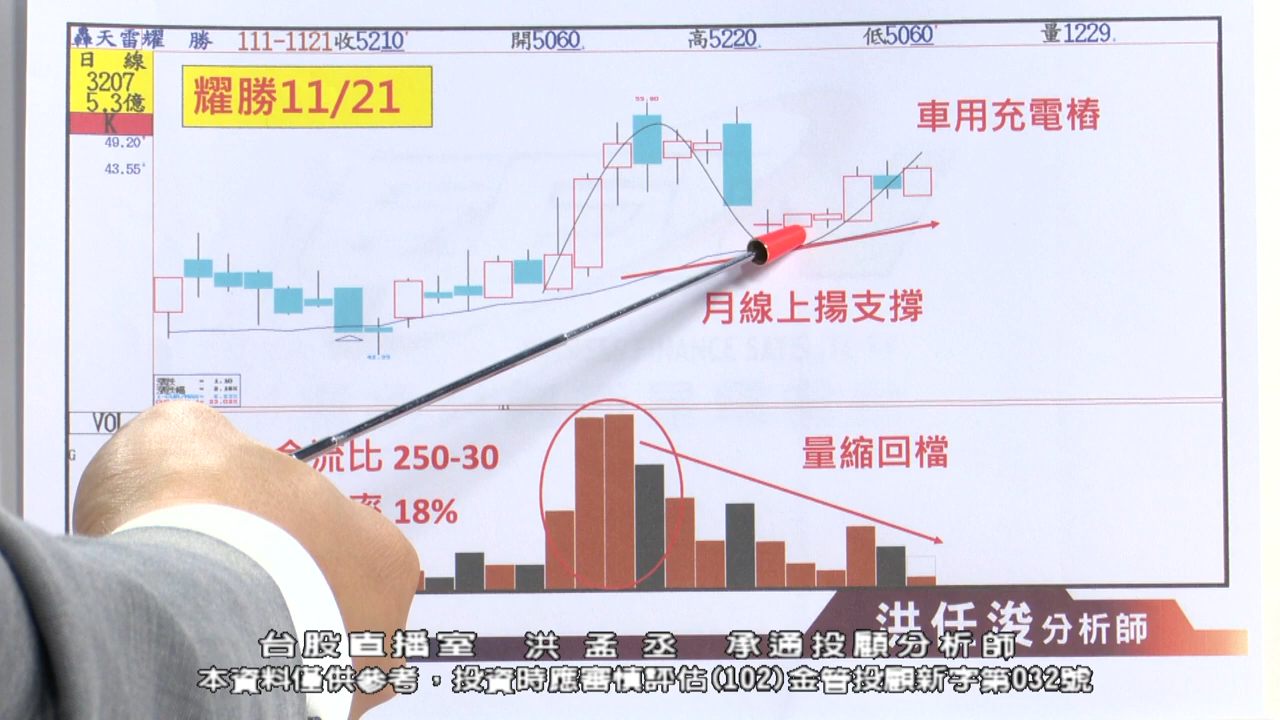 轟天雷耀 勝 111-1121收5210 開5060 高5220 低5060 量1229
日 線
3207
5.3億
K
49.20
43.55
耀勝11/21
車用充電樁
月線上揚支撐
VOL
量縮回檔
金流比 250-30
率 18%
洪任浚分析師
台股直播室 洪孟丞 承通投顧分析師
本資料僅供參考，投資時應審慎評估(102)金管投顧新字第032號